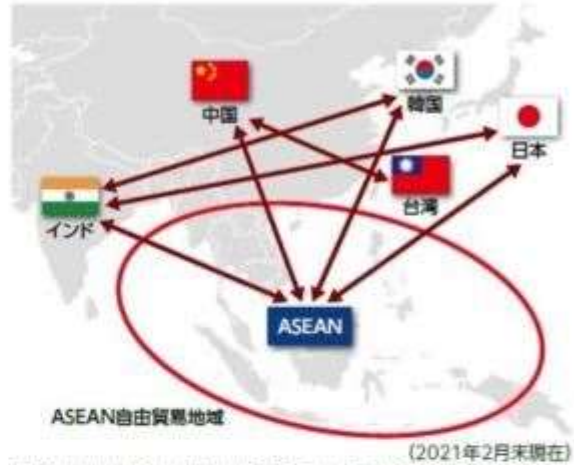 中国
韓国
日本
台湾
インド
ASEAN
ASEAN自由貿易地域
(2021年2月末現在)